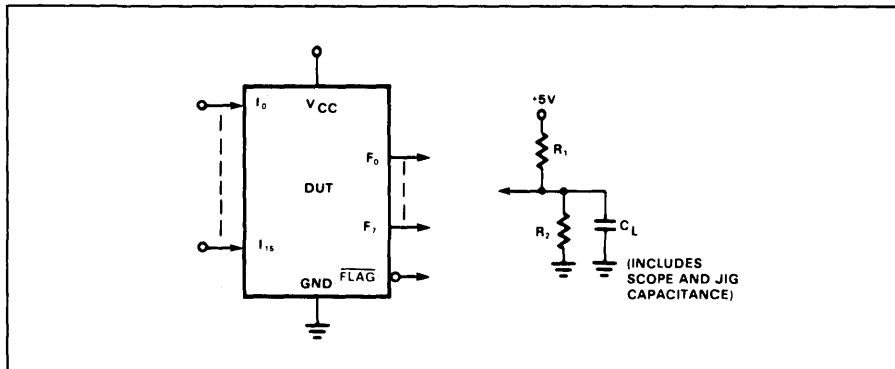 I0
VCC
F0
DUT
F7
I15
FLAG
GND
+5V
R1
R2
CL
(INCLUDES
SCOPE AND JIG
CAPACITANCE)